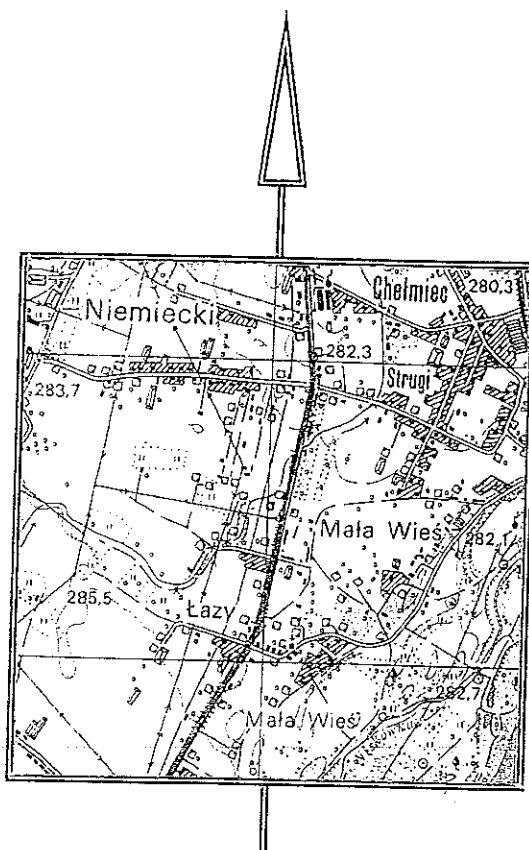 Chełmiec
280,3
Niemiecki
282,3
Strugi
283,7
Mała Wieś
282,1
285,5
Łazy
282,7
Mała Wieś